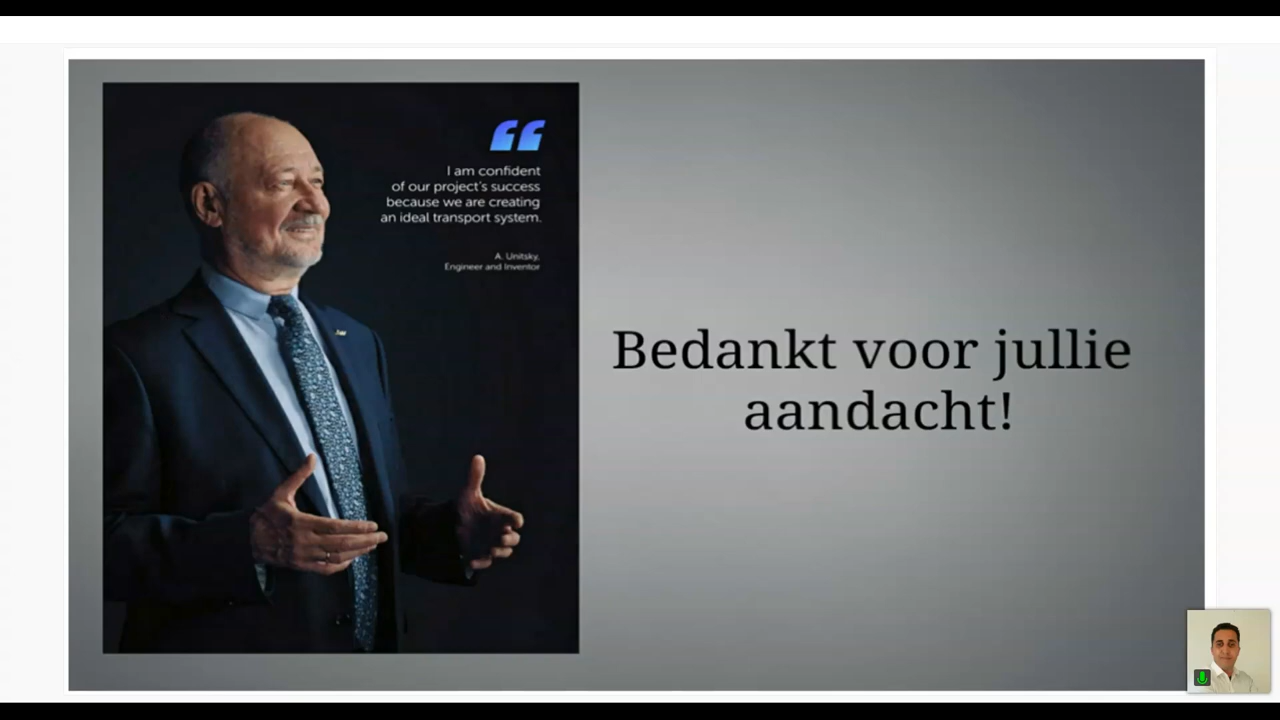 I am confident
of our project's success
because we are creating
an ideal transport system.
A. Unitsky,
Engineer and Inventor
Bedankt voor jullie
aandacht!